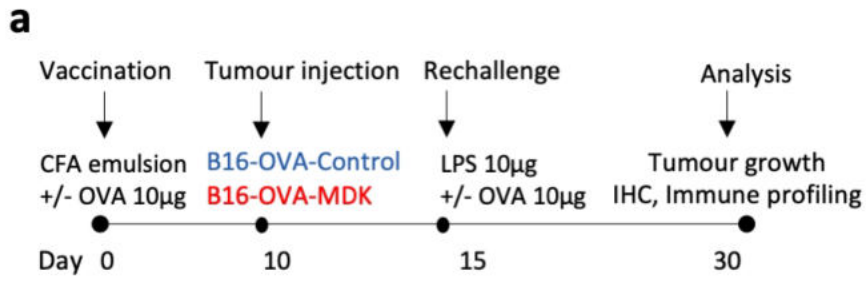 a
Vaccination Tumour injection Rechallenge Analysis
CFA emulsion B16-OVA-Control LPS 10µg Tumour growth
+/- OVA 10µg B16-OVA-MDK +/- OVA 10µg IHC, Immune profiling
Day 0 10 15 30